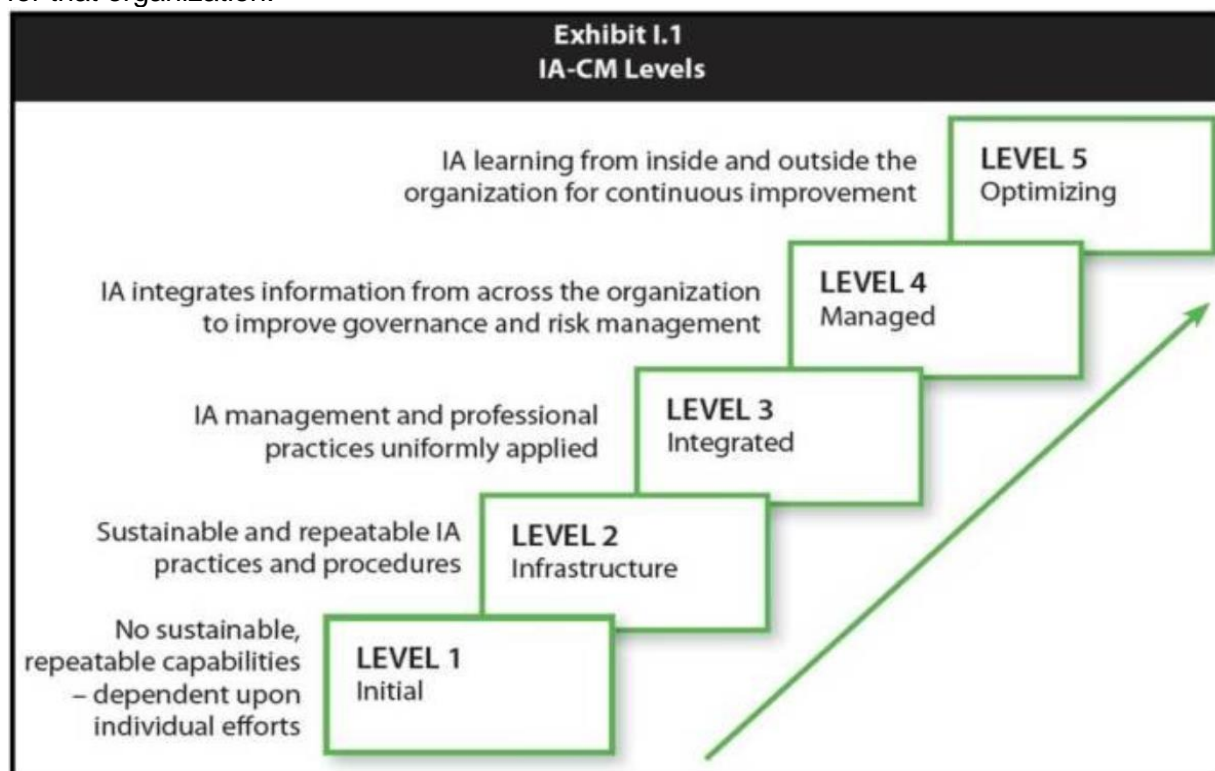 for that organization.
Exhibit I.1
IA-CM Levels
IA learning from inside and outside the
organization for continuous improvement
LEVEL 5
Optimizing
IA integrates information from across the organization
to improve governance and risk management
LEVEL 4
Managed
IA management and professional
practices uniformly applied
LEVEL 3
Integrated
Sustainable and repeatable IA
practices and procedures
LEVEL 2
Infrastructure
No sustainable,
repeatable capabilities
– dependent upon
individual efforts
LEVEL 1
Initial